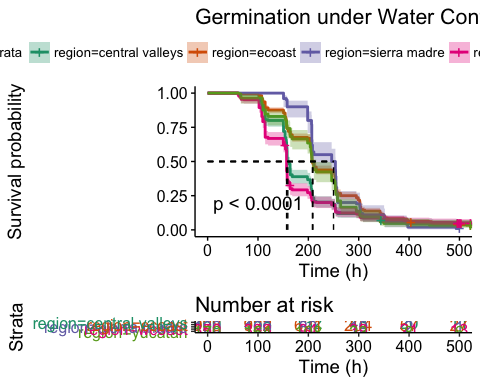 Germination under Water Con
rata region=central valleys region=ecoast region=sierra madre re
Survival probability
1.00
0.75
0.50
0.25
0.00
p < 0.0001
0 100 200 300 400 500
Time (h)
Number at risk
Strata
region=central valleys
region=yucatan
0 100 200 300 400 500
Time (h)